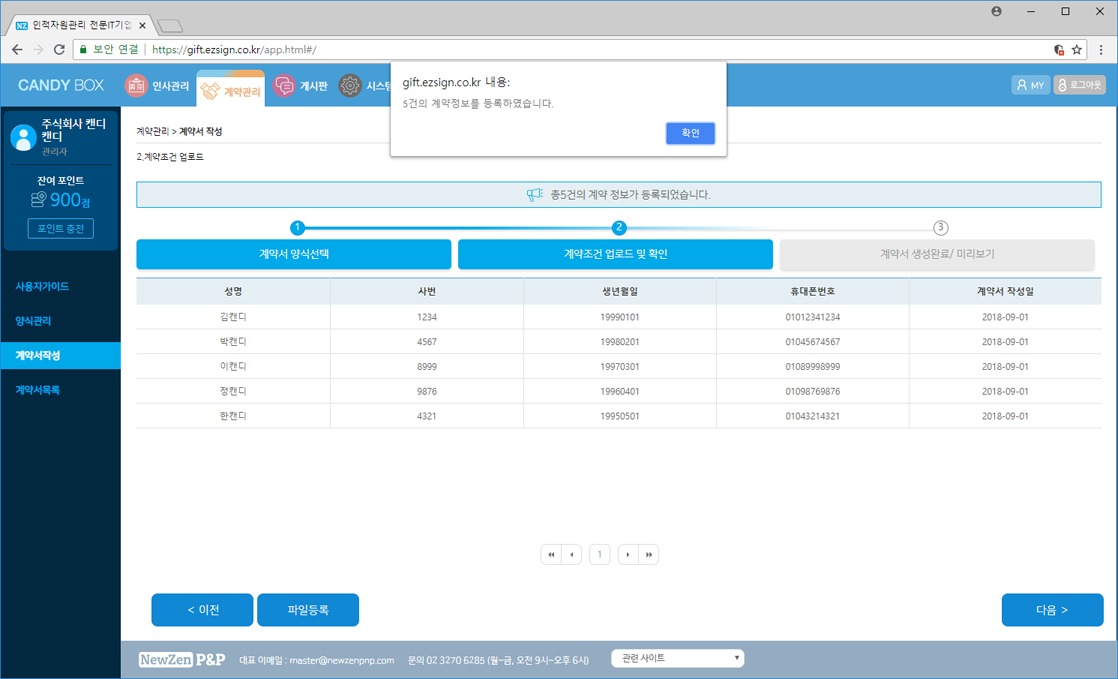 인적자원관리 전문IT기업
보안 연결 | https://gift.ezsign.co.kr/app.html#/
CANDY BOX 인사관리 계약관리 게시판 시스템 MY 로그아웃
gift.ezsign.co.kr 내용:
5건의 계약정보를 등록하였습니다.
확인
주식회사 캔디
캔디
관리자
잔여 포인트
900점
포인트 충전
사용자가이드
양식관리
계약서작성
계약서목록
계약관리 > 계약서 작성
2.계약조건 업로드
총5건의 계약 정보가 등록되었습니다.
1 2 3
계약서 양식선택 계약조건 업로드 및 확인 계약서 생성완료/ 미리보기
성명 사번 생년월일 휴대폰번호 계약서 작성일
김캔디 1234 19990101 01012341234 2018-09-01
박캔디 4567 19980201 01045674567 2018-09-01
이캔디 8999 19970301 01089998999 2018-09-01
정캔디 9876 19960401 01098769876 2018-09-01
한캔디 4321 19950501 01043214321 2018-09-01
1
< 이전 파일등록 다음 >
NewZen P&P 대표 이메일 : master@newzenpnp.com 문의 02 3270 6285 (월-금, 오전 9시~오후 6시) 관련 사이트